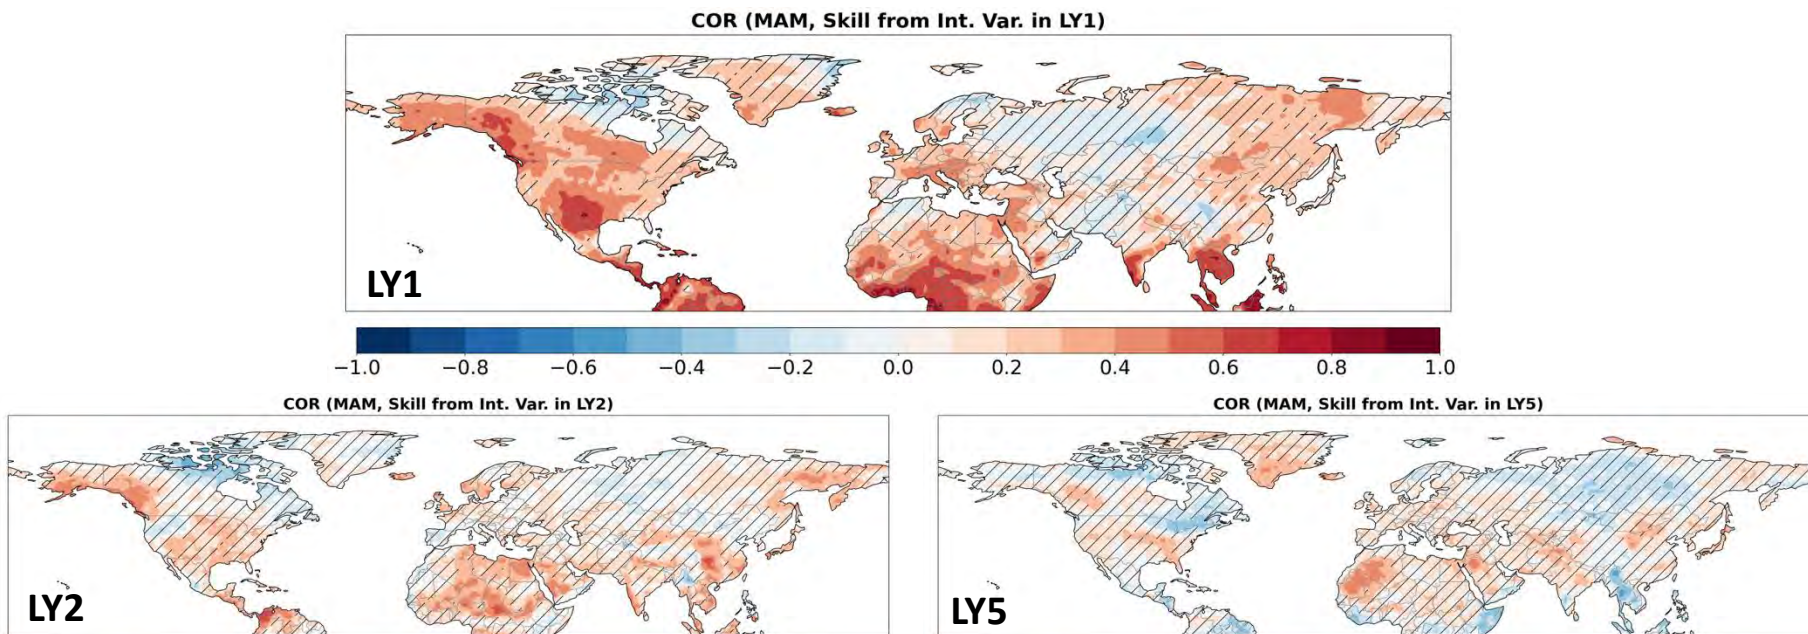 COR (MAM, Skill from Int. Var. in LY1)
LY1
−1.0 −0.8 −0.6 −0.4 −0.2 0.0 0.2 0.4 0.6 0.8 1.0
COR (MAM, Skill from Int. Var. in LY2)
LY2
COR (MAM, Skill from Int. Var. in LY5)
LY5